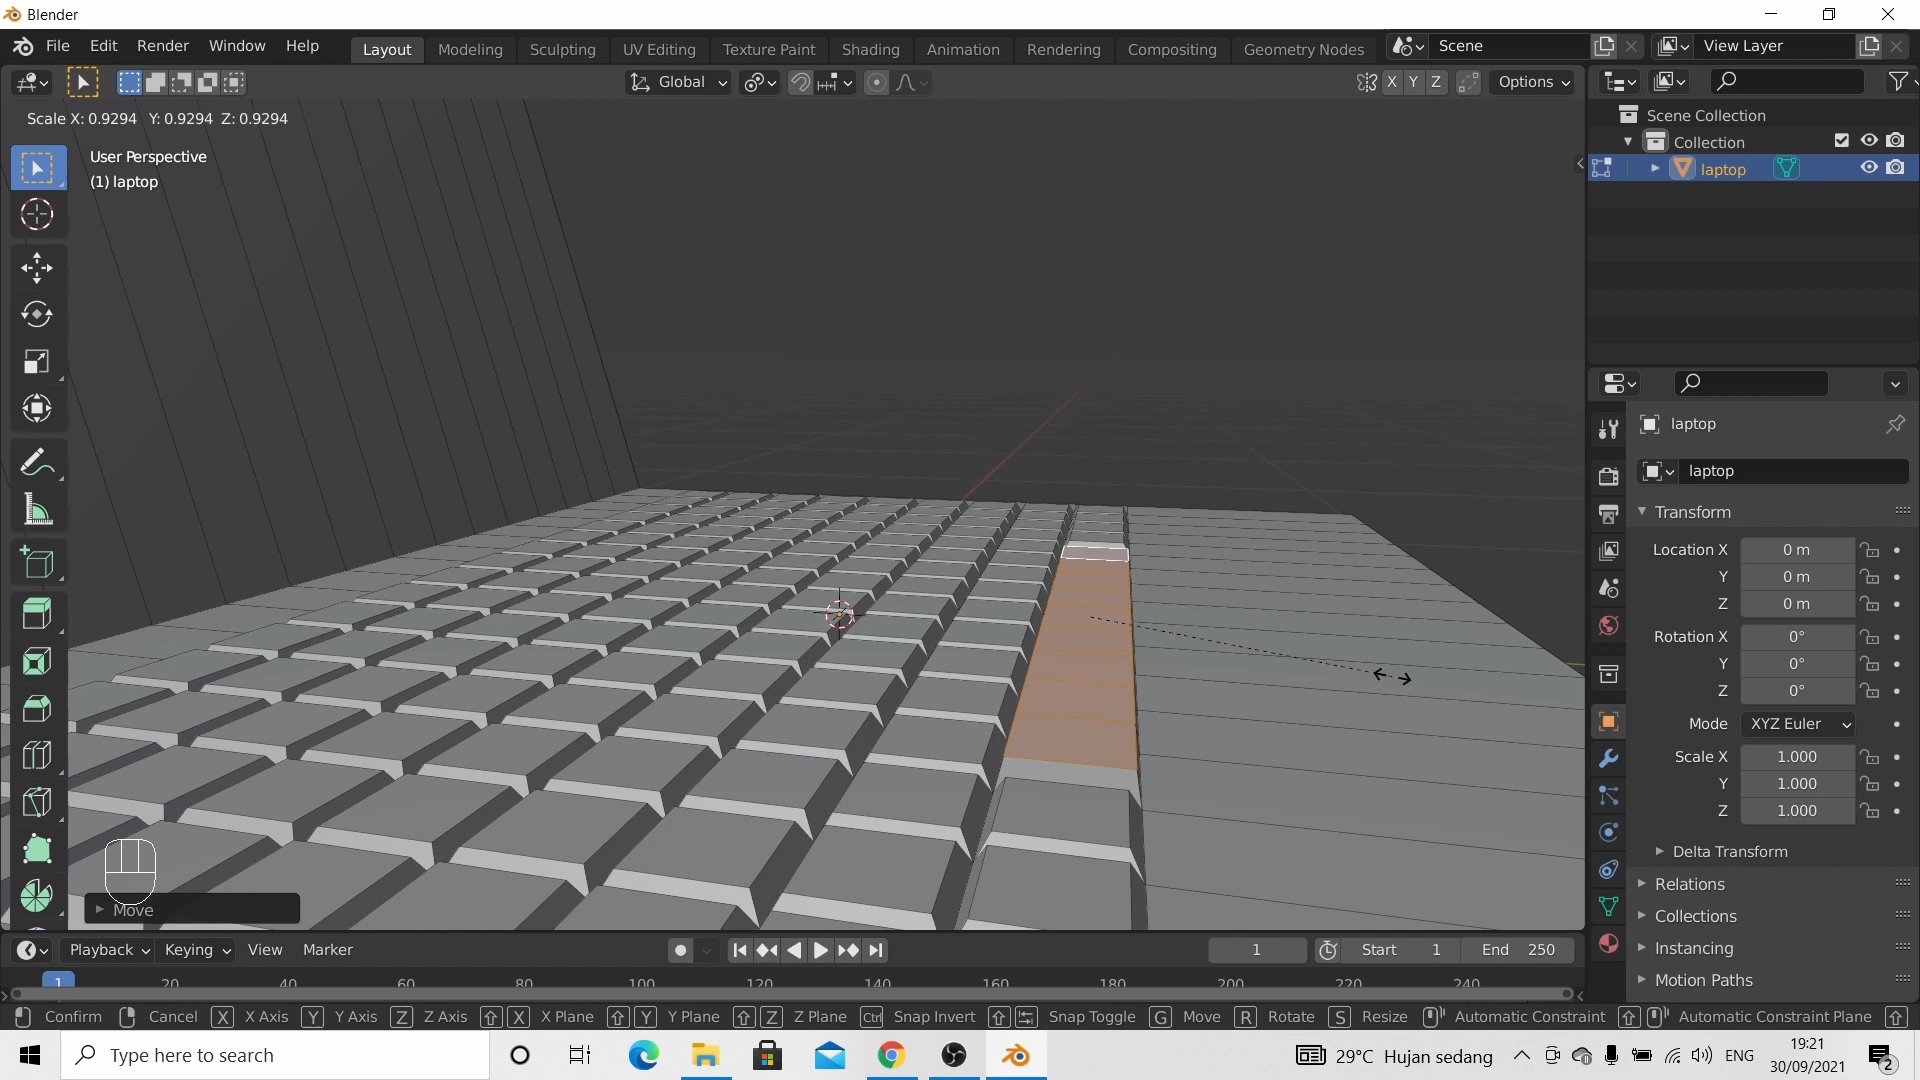 Blender
File Edit Render Window Help Layout Modeling Sculpting UV Editing Texture Paint Shading Animation Rendering Compositing Geometry Nodes Scene View Layer
Global X Y Z Options
Scale X: 0.9294 Y: 0.9294 Z: 0.9294
User Perspective
(1) laptop
Scene Collection
Collection
laptop
laptop
laptop
Transform
Location X 0 m
Y 0 m
Z 0 m
Rotation X 0°
Y 0°
Z 0°
Mode XYZ Euler
Scale X 1.000
Y 1.000
Z 1.000
Delta Transform
Relations
Collections
Instancing
Motion Paths
Move
Playback Keying View Marker 1 Start 1 End 250
1 20 40 60 80 100 120 140 160 180 200 220 240
Confirm Cancel X X Axis Y Y Axis Z Z Axis X X Plane Y Y Plane Z Z Plane Ctrl Snap Invert Snap Toggle G Move R Rotate S Resize Automatic Constraint Automatic Constraint Plane
Type here to search 29°C Hujan sedang ENG 19:21
30/09/2021 2